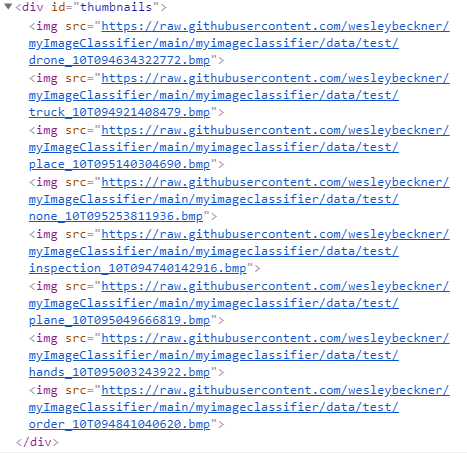 ▼<div id="thumbnails">
<img src="https://raw.githubusercontent.com/wesleybeckner/
myImageClassifier/main/myimageclassifier/data/test/
drone_10T094634322772.bmp">
<img src="https://raw.githubusercontent.com/wesleybeckner/
myImageClassifier/main/myimageclassifier/data/test/
truck_10T094921408479.bmp">
<img src="https://raw.githubusercontent.com/wesleybeckner/
myImageClassifier/main/myimageclassifier/data/test/
place_10T095140304690.bmp">
<img src="https://raw.githubusercontent.com/wesleybeckner/
myImageClassifier/main/myimageclassifier/data/test/
none_10T095253811936.bmp">
<img src="https://raw.githubusercontent.com/wesleybeckner/
myImageClassifier/main/myimageclassifier/data/test/
inspection_10T094740142916.bmp">
<img src="https://raw.githubusercontent.com/wesleybeckner/
myImageClassifier/main/myimageclassifier/data/test/
plane_10T095049666819.bmp">
<img src="https://raw.githubusercontent.com/wesleybeckner/
myImageClassifier/main/myimageclassifier/data/test/
hands_10T095003243922.bmp">
<img src="https://raw.githubusercontent.com/wesleybeckner/
myImageClassifier/main/myimageclassifier/data/test/
order_10T094841040620.bmp">
</div>